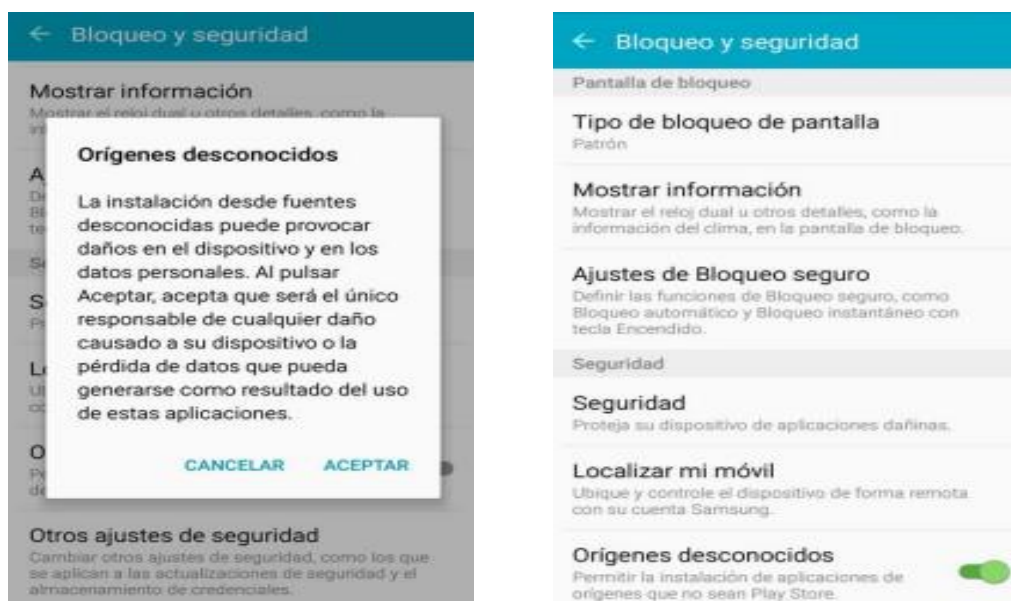 ← Bloqueo y seguridad
Mostrar información
Mostrar el reloj dual u otros detalles, como la
Orígenes desconocidos
La instalación desde fuentes
desconocidas puede provocar
daños en el dispositivo y en los
datos personales. Al pulsar
Aceptar, acepta que será el único
responsable de cualquier daño
causado a su dispositivo o la
pérdida de datos que pueda
generarse como resultado del uso
de estas aplicaciones.
CANCELAR ACEPTAR
Otros ajustes de seguridad
Cambiar otros ajustes de seguridad, como los que
se aplican a las actualizaciones de seguridad y el
almacenamiento de credenciales.
← Bloqueo y seguridad
Pantalla de bloqueo
Tipo de bloqueo de pantalla
Patrón
Mostrar información
Mostrar el reloj dual u otros detalles, como la
información del clima, en la pantalla de bloqueo.
Ajustes de Bloqueo seguro
Definir las funciones de Bloqueo seguro, como
Bloqueo automático y Bloqueo instantáneo con
tecla Encendido.
Seguridad
Seguridad
Proteja su dispositivo de aplicaciones dañinas.
Localizar mi móvil
Ubique y controle el dispositivo de forma remota
con su cuenta Samsung.
Orígenes desconocidos
Permitir la instalación de aplicaciones de
orígenes que no sean Play Store.